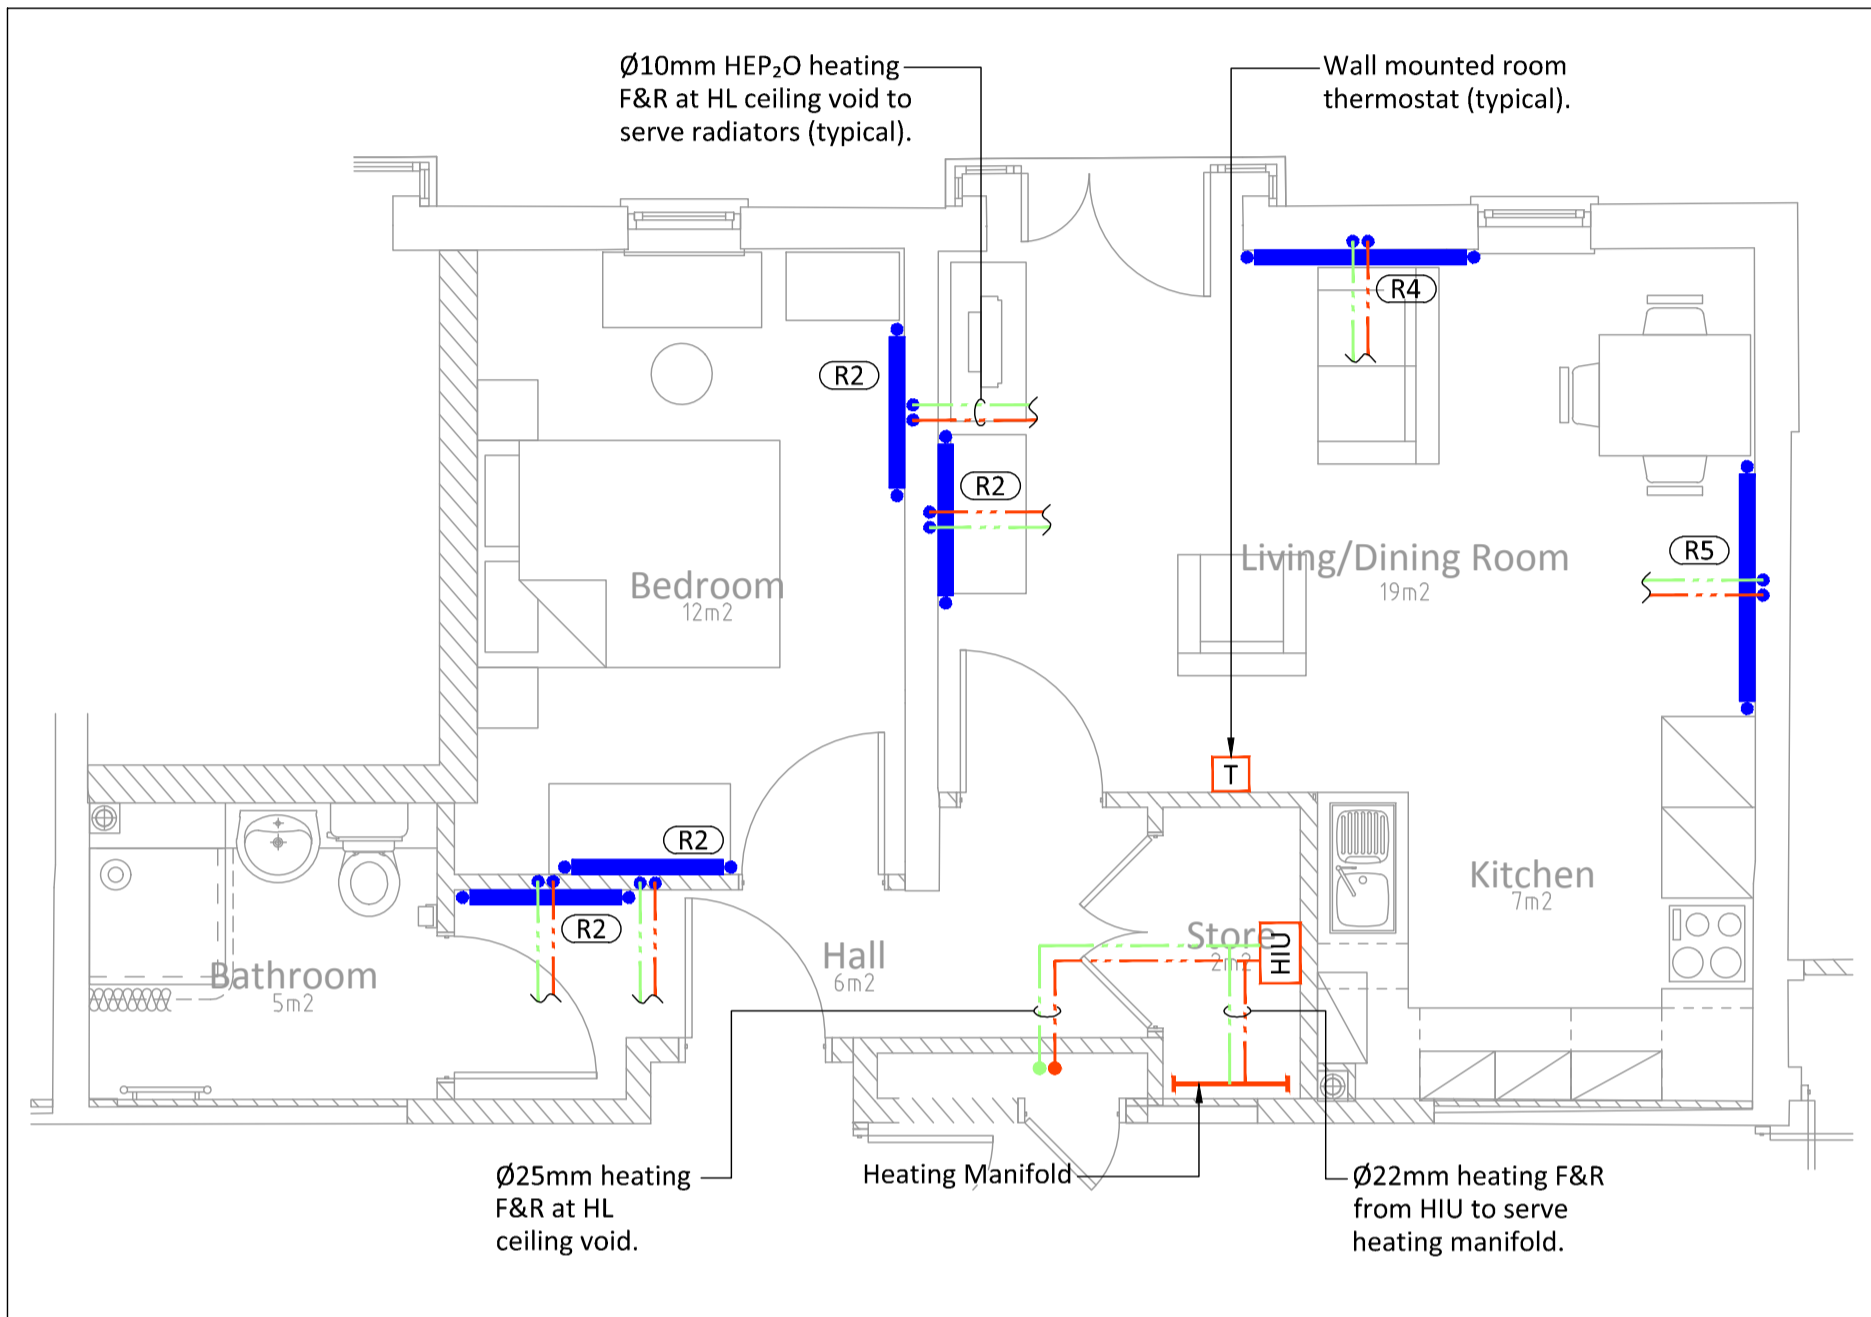 Ø10mm HEP₂O heating
F&R at HL ceiling void to
serve radiators (typical).
Wall mounted room
thermostat (typical).
R4
R2
R2
R5
Living/Dining Room
19m2
Bedroom
12m2
T
R2
R2
Kitchen
7m2
Store
2m2
HIU
Hall
6m2
Bathroom
5m2
Ø25mm heating
F&R at HL
ceiling void.
Heating Manifold
Ø22mm heating F&R
from HIU to serve
heating manifold.